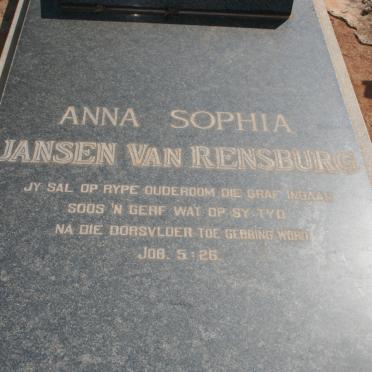 ANNA SOPHIA
JANSEN VAN RENSBURG
JY SAL OP RYPE OUDERDOM DIE GRAF INGAAN
SOOS 'N GERF WAT OP SY TYD
NA DIE DORSVLOER TOE GEBRING WORD
JOB. 5:26.